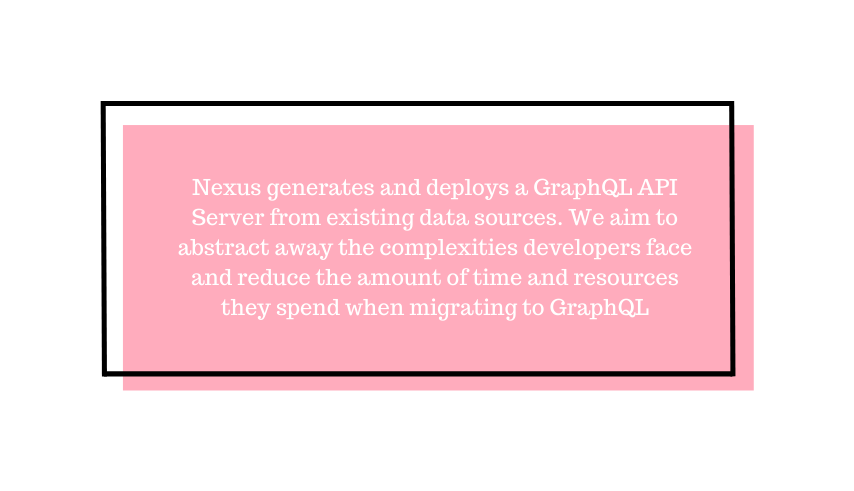 Nexus generates and deploys a GraphQL API
Server from existing data sources. We aim to
abstract away the complexities developers face
and reduce the amount of time and resources
they spend when migrating to GraphQL